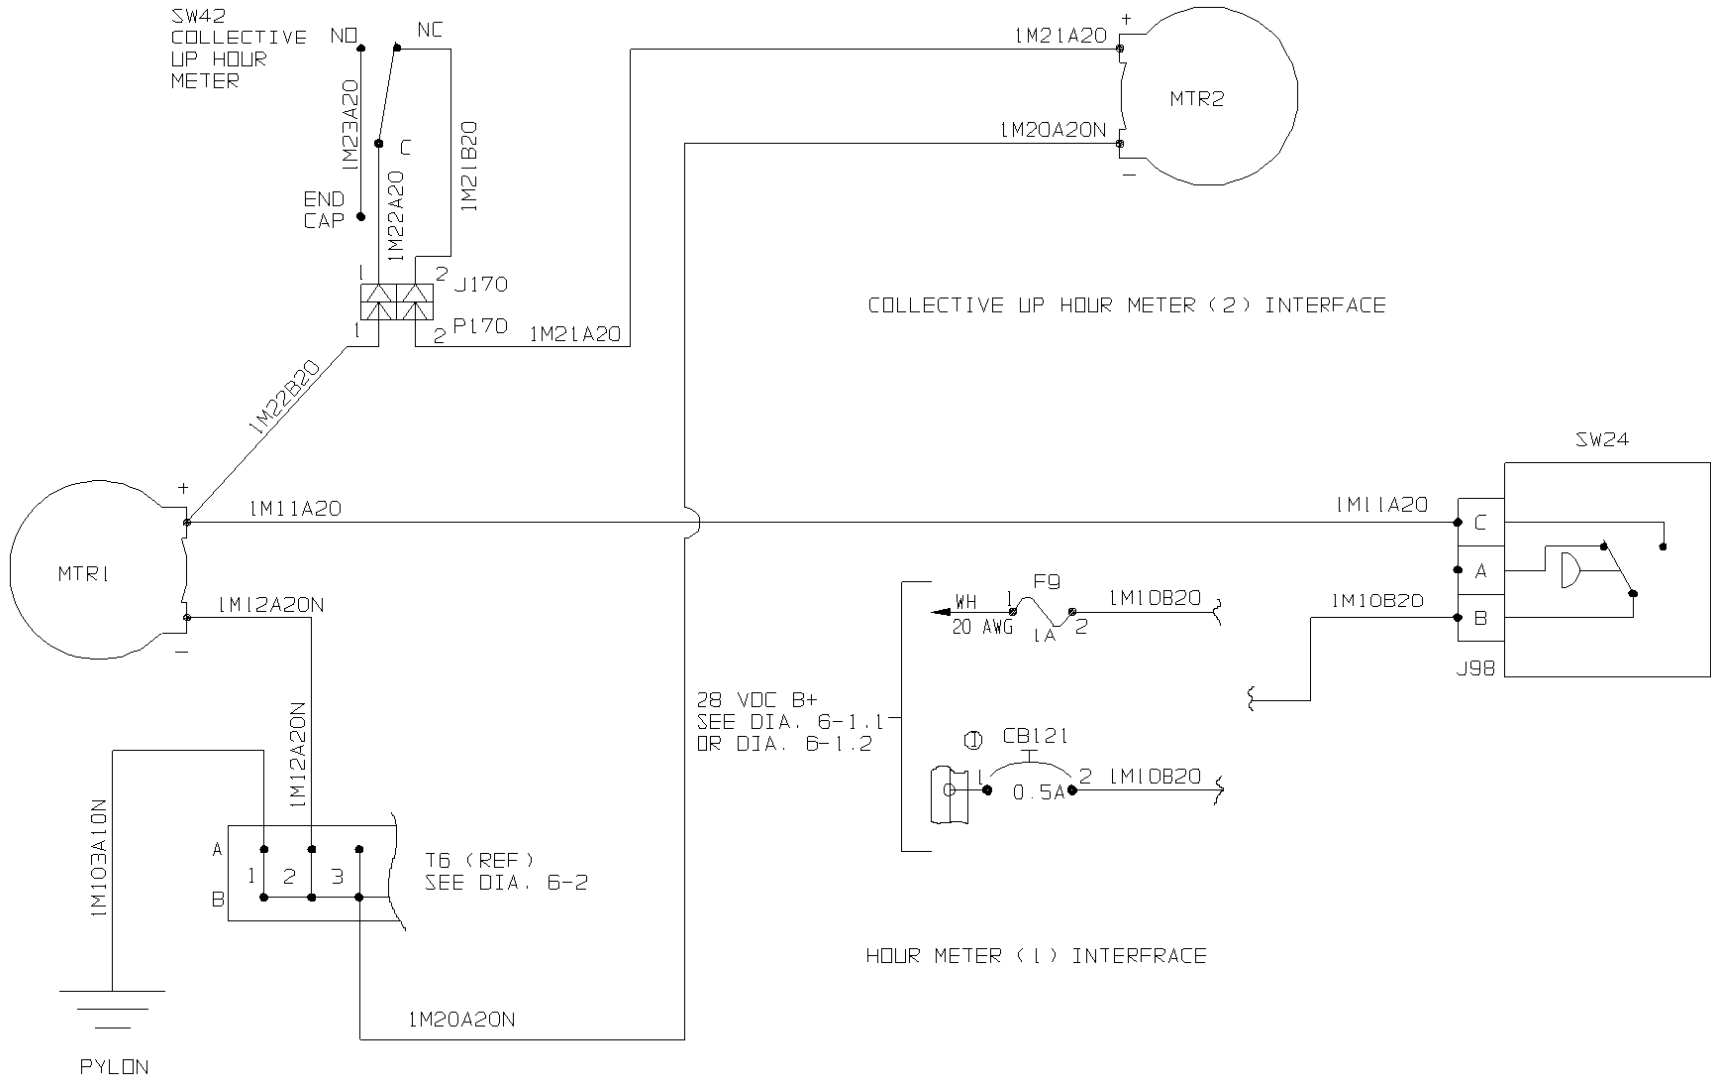 SW42
COLLECTIVE
UP HOUR
METER
NO
NC
1M23A20
C
1M22A20
1M21B20
END
CAP
1
2
J170
1
2
P170
1M21A20
1M22B20
1M21A20
+
MTR2
1M20A20N
–
COLLECTIVE UP HOUR METER (2) INTERFACE
SW24
+
1M11A20
1M11A20
C
MTR1
A
1M12A20N
1M10B20
B
–
J98
F9
WH
1
1M10B20
20 AWG
1A
2
28 VDC B+
SEE DIA. 6-1.1
OR DIA. 6-1.2
1
CB121
1
2
1M10B20
0.5A
1M12A20N
1M103A10N
A
1
2
3
B
T6 (REF)
SEE DIA. 6-2
HOUR METER (1) INTERFRACE
1M20A20N
PYLON